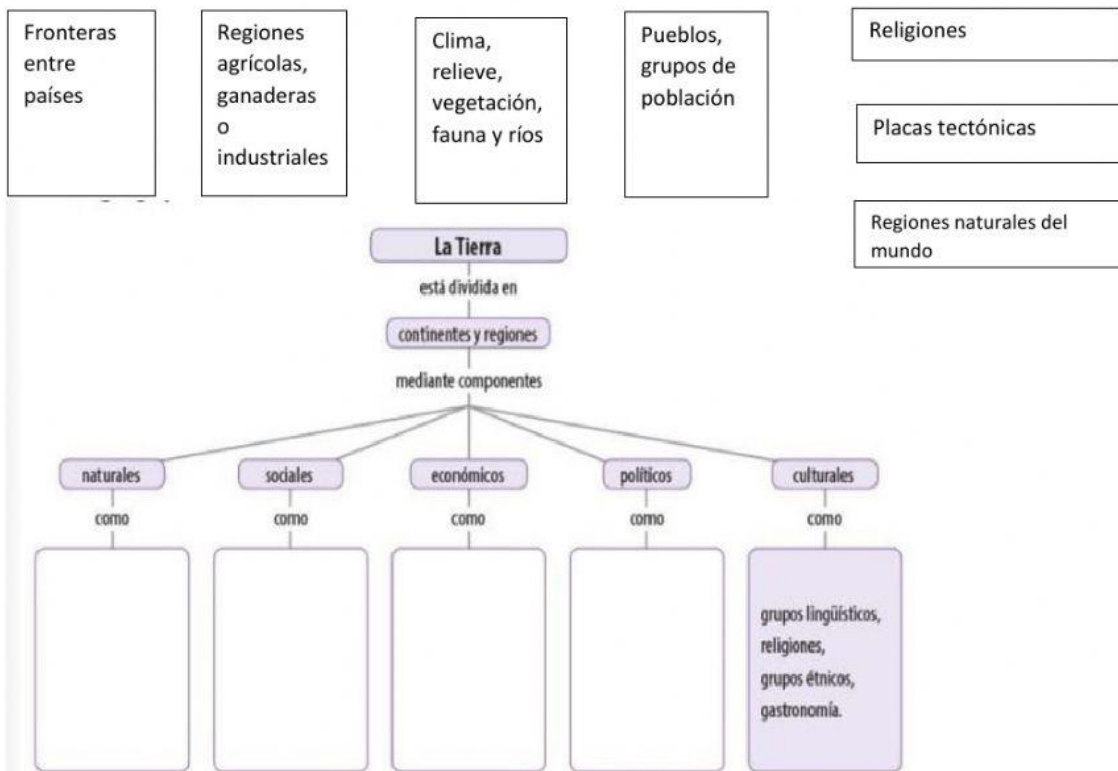 Fronteras
entre
países
Regiones
agrícolas,
ganaderas
o
industriales
Clima,
relieve,
vegetación,
fauna y ríos
Pueblos,
grupos de
población
Religiones
Placas tectónicas
Regiones naturales del
mundo
La Tierra
está dividida en
continentes y regiones
mediante componentes
naturales
sociales
económicos
políticos
culturales
como
como
como
como
como
grupos lingüísticos,
religiones,
grupos étnicos,
gastronomía.